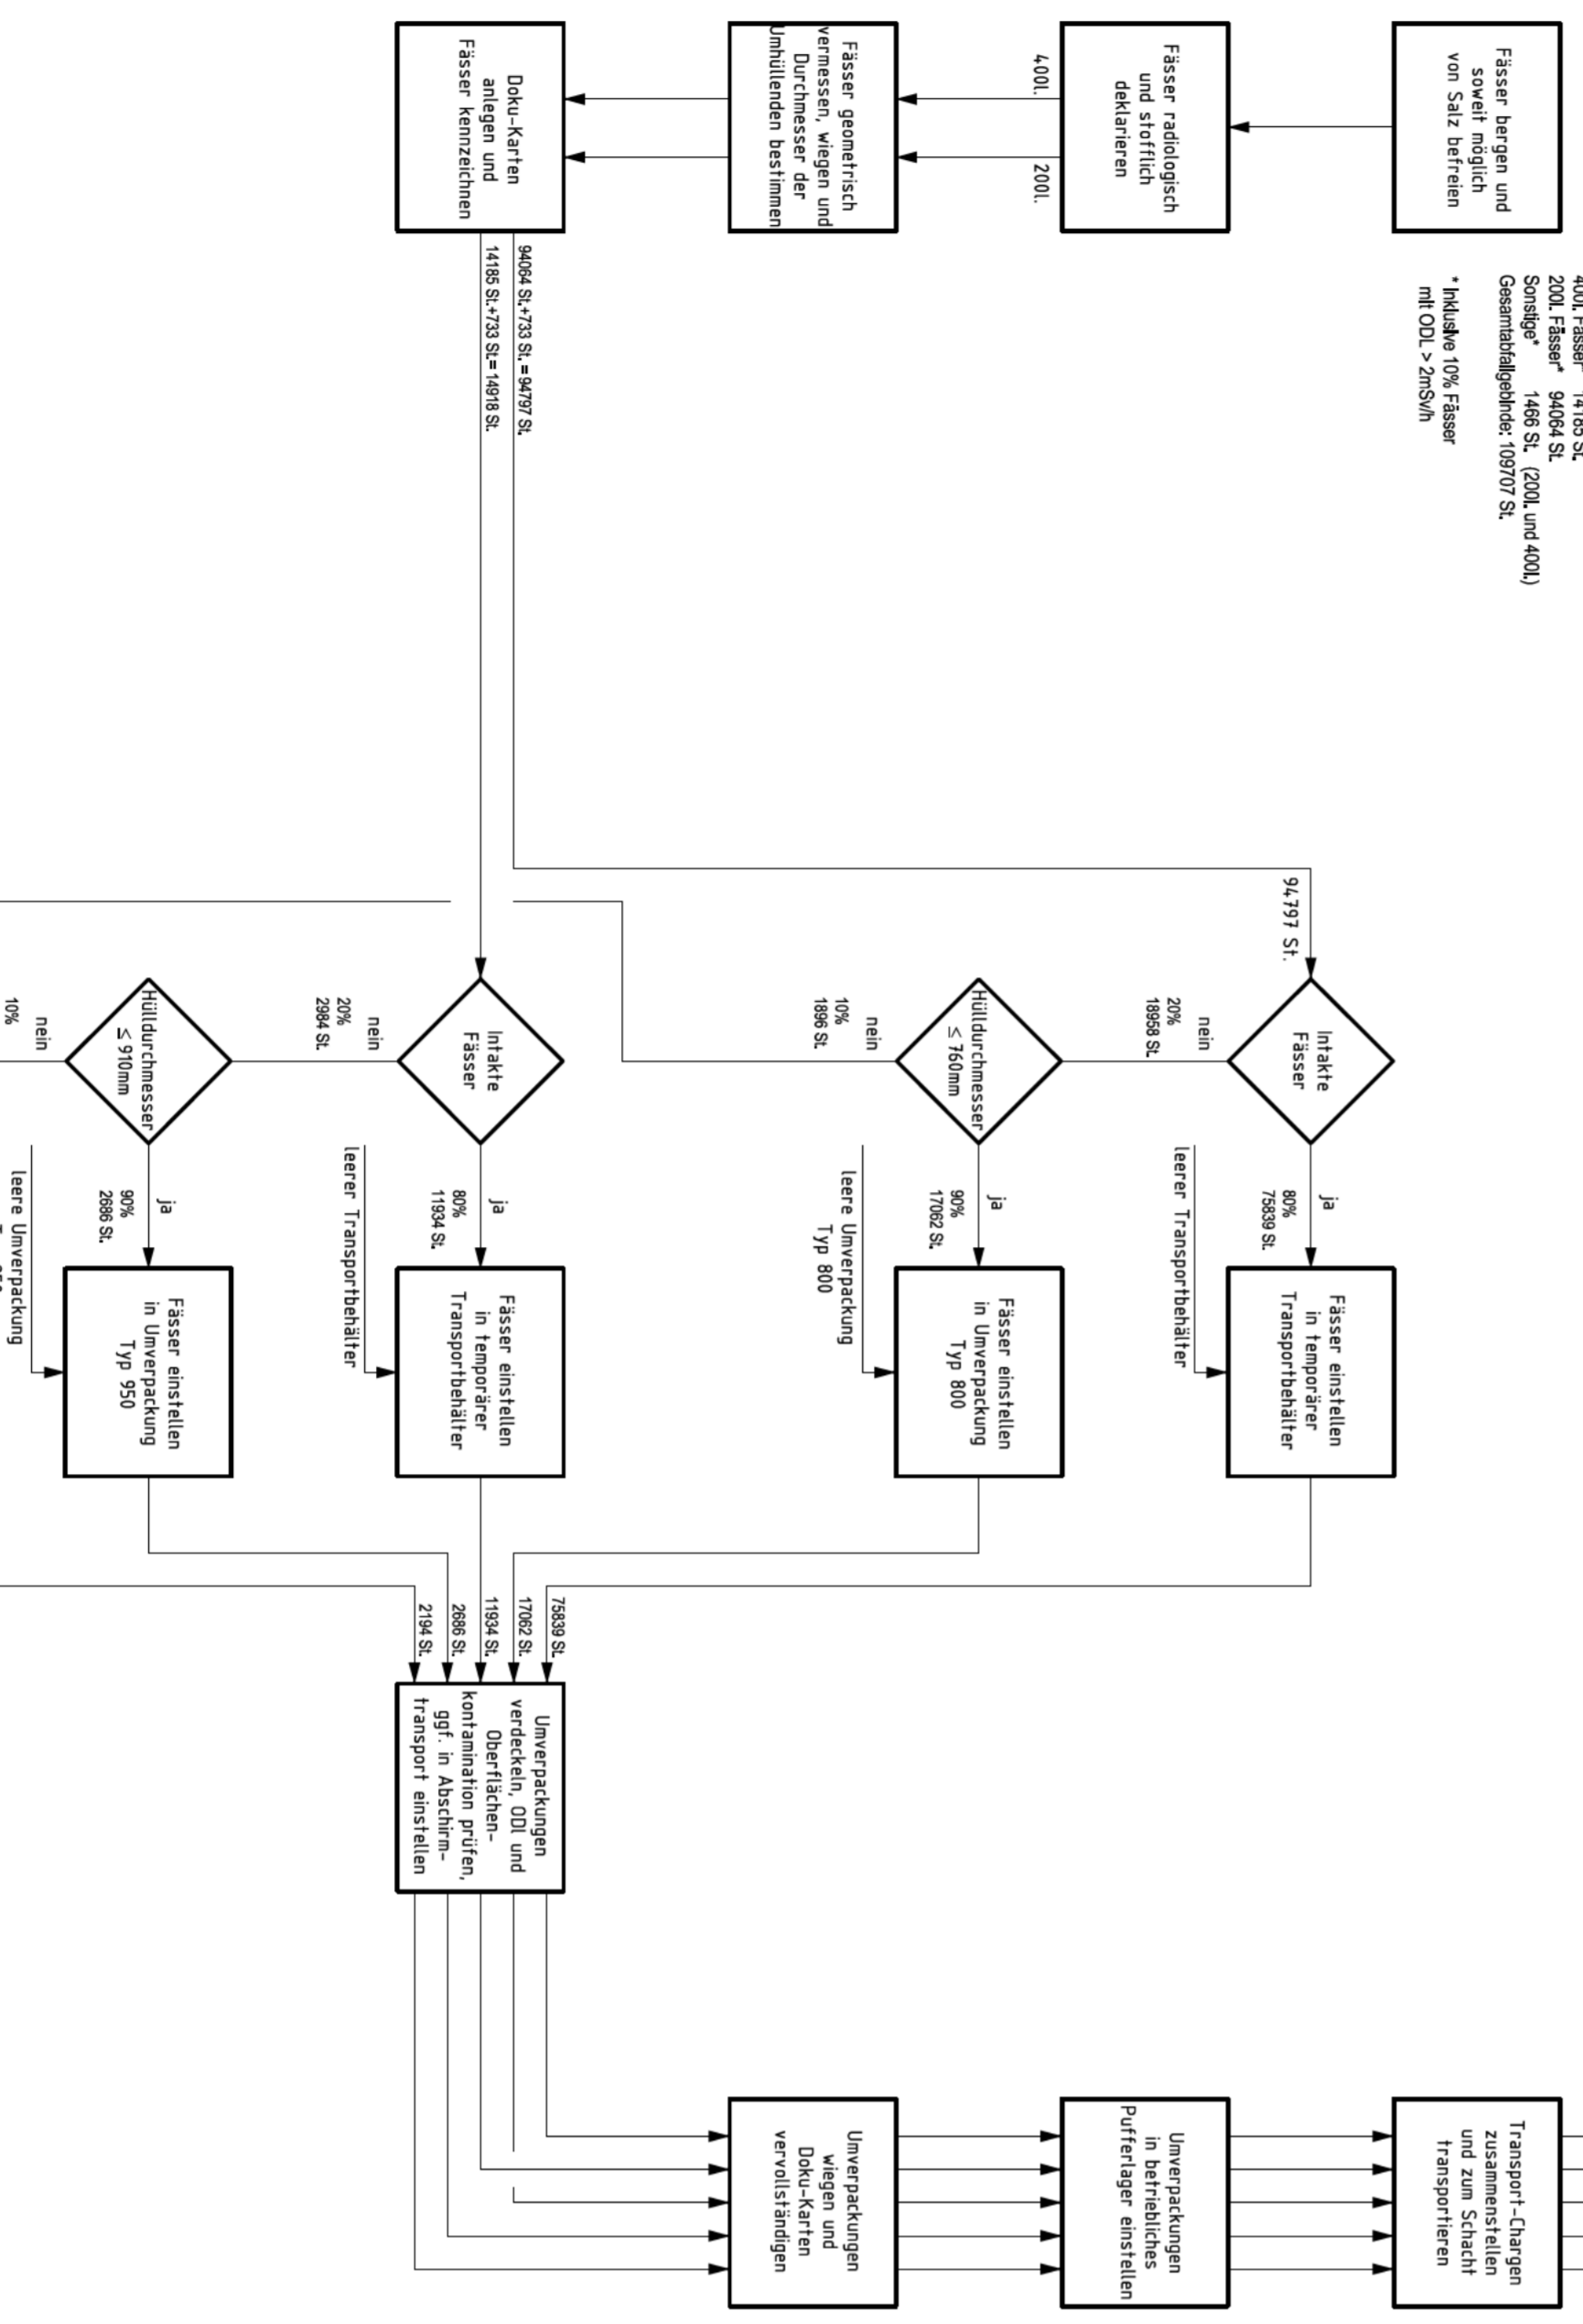 400l. Fässer* 14185 St.
200l. Fässer* 94064 St.
Sonstige* 1466 St. (200l. und 400l.)
Gesamtabfallgebinde: 109707 St.
* Inklusive 10% Fässer
mit ODL > 2mSv/h
Fässer bergen und
soweit möglich
von Salz befreien
Fässer radiologisch
und stofflich
deklarieren
400l.
200l.
Fässer geometrisch
vermessen, wiegen und
Durchmesser der
Umhüllenden bestimmen
Doku-Karten
anlegen und
Fässer kennzeichnen
94064 St.+733 St. = 94797 St.
14185 St.+733 St.= 14918 St.
94797 St.
Intakte
Fässer
nein
20%
18958 St.
ja
80%
75839 St.
leerer Transportbehälter
Fässer einstellen
in temporärer
Transportbehälter
Hülldurchmesser
≤ 760mm
nein
10%
1896 St.
ja
90%
17062 St.
leere Umverpackung
Typ 800
Fässer einstellen
in Umverpackung
Typ 800
Intakte
Fässer
nein
20%
2984 St.
ja
80%
11934 St.
leerer Transportbehälter
Fässer einstellen
in temporärer
Transportbehälter
Hülldurchmesser
≤ 910mm
nein
10%
ja
90%
2686 St.
leere Umverpackung
Fässer einstellen
in Umverpackung
Typ 950
75839 St.
17062 St.
11934 St.
2686 St.
2194 St.
Umverpackungen
verdeckeln, ODl und
Oberflächen-
kontamination prüfen,
ggf. in Abschirm-
transport einstellen
Umverpackungen
wiegen und
Doku-Karten
vervollständigen
Umverpackungen
in betriebliches
Pufferlager einstellen
Transport-Chargen
zusammenstellen
und zum Schacht
transportieren